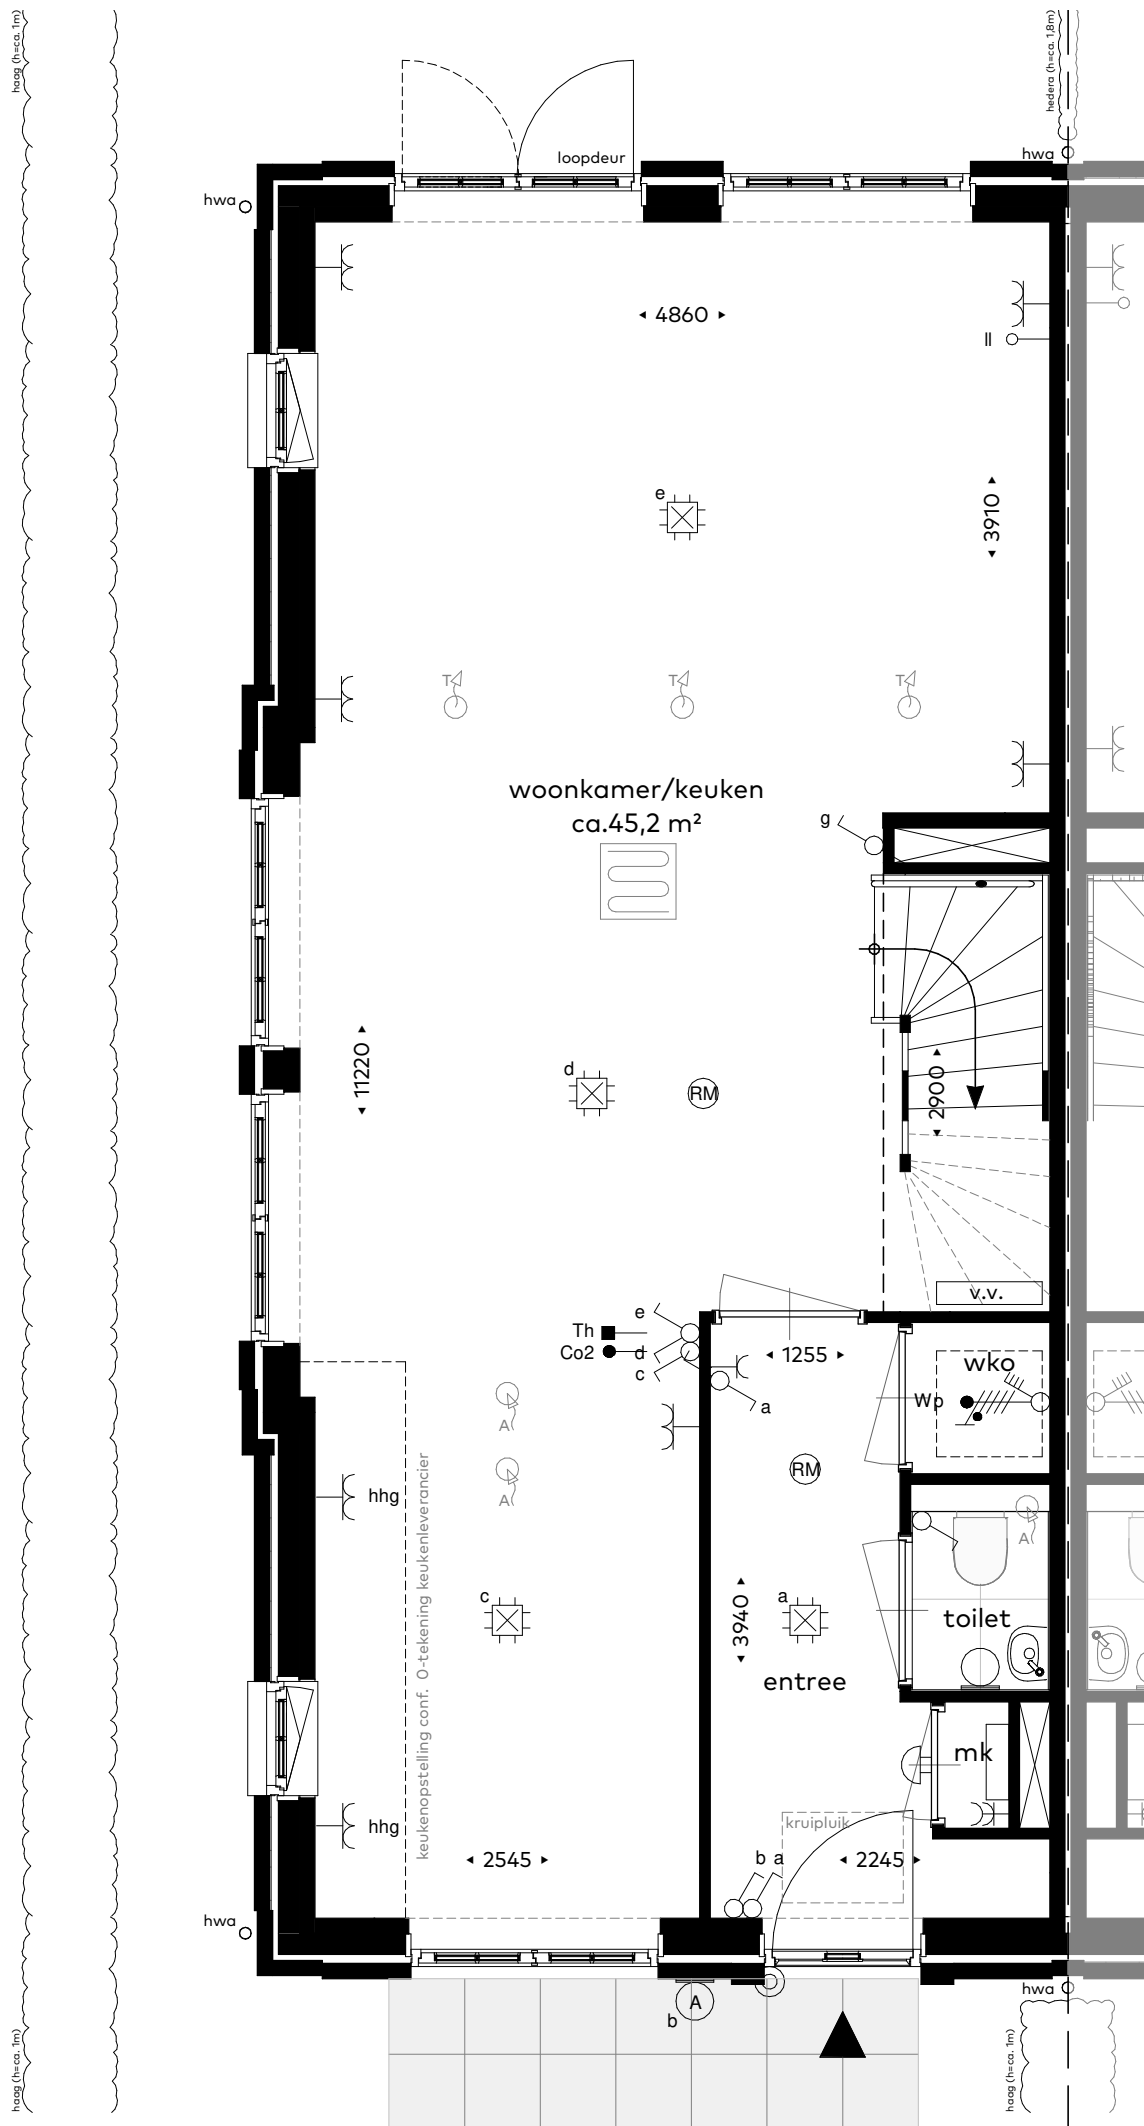 haag (h=ca. 1m)
hedera (h=ca. 1,8m)
loopdeur
hwa
hwa
4860
ll
e
3910
T
T
T
woonkamer/keuken
ca.45,2 m²
g
11220
d
RM
2900
v.v.
e
Th
d
Co2
c
1255
a
wko
Wp
A
RM
A
hhg
A
keukenopstelling conf. 0-tekening keukenleverancier
c
a
3940
toilet
entree
mk
kruipluik
hhg
2545
b a
2245
hwa
hwa
A
b
haag (h=ca. 1m)
haag (h=ca. 1m)